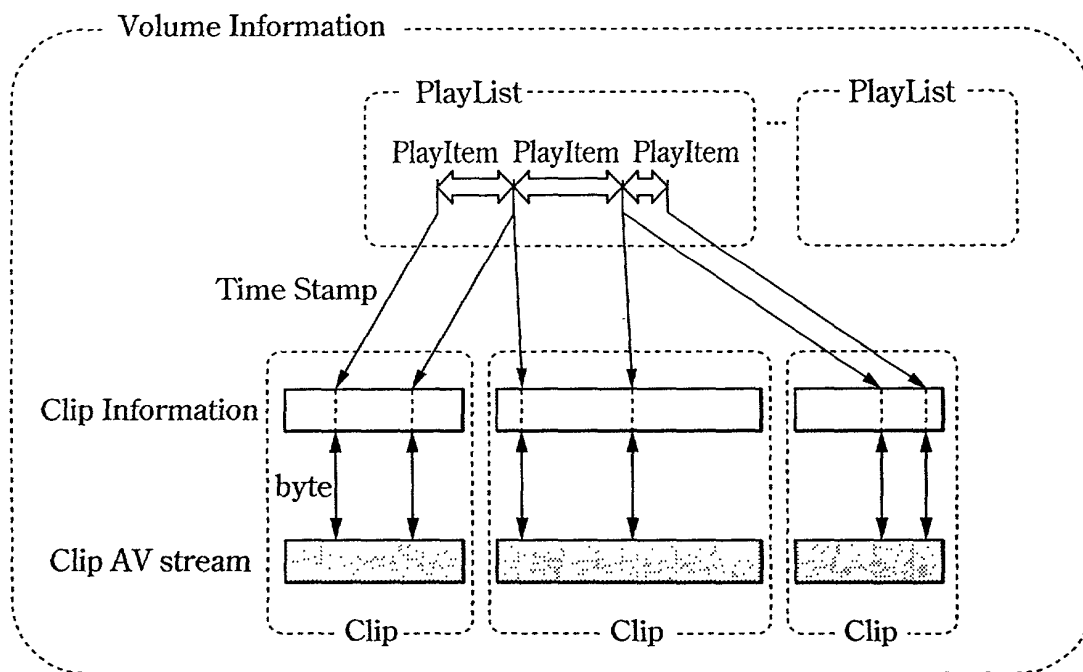 Volume Information
PlayList
PlayList
...
PlayItem PlayItem PlayItem
Time Stamp
Clip Information
byte
Clip AV stream
Clip
Clip
Clip